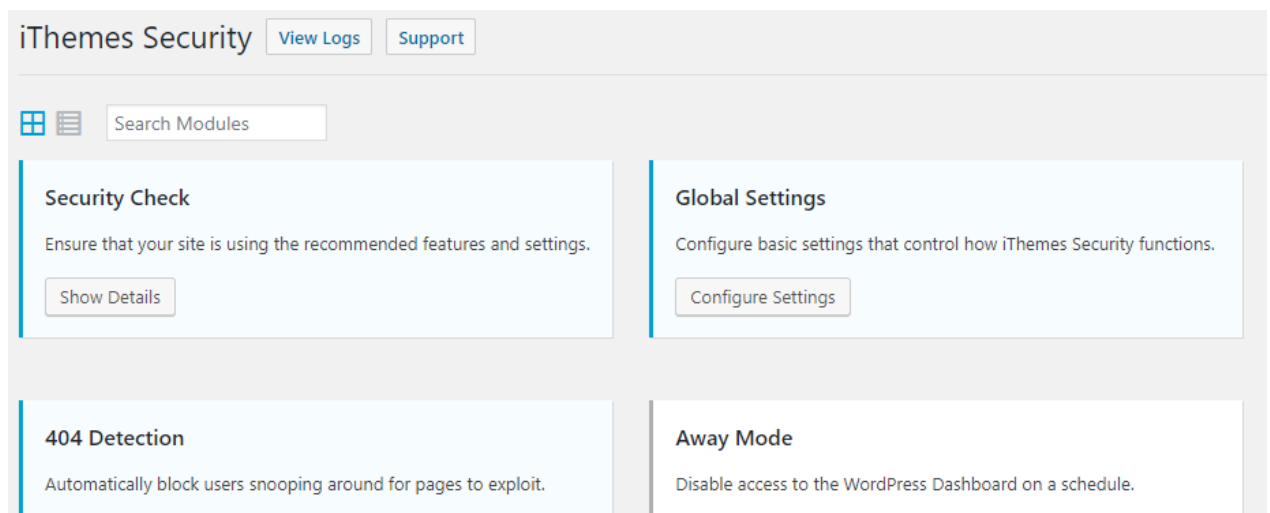 iThemes Security View Logs Support
Search Modules
Security Check
Ensure that your site is using the recommended features and settings.
Show Details
Global Settings
Configure basic settings that control how iThemes Security functions.
Configure Settings
404 Detection
Automatically block users snooping around for pages to exploit.
Away Mode
Disable access to the WordPress Dashboard on a schedule.